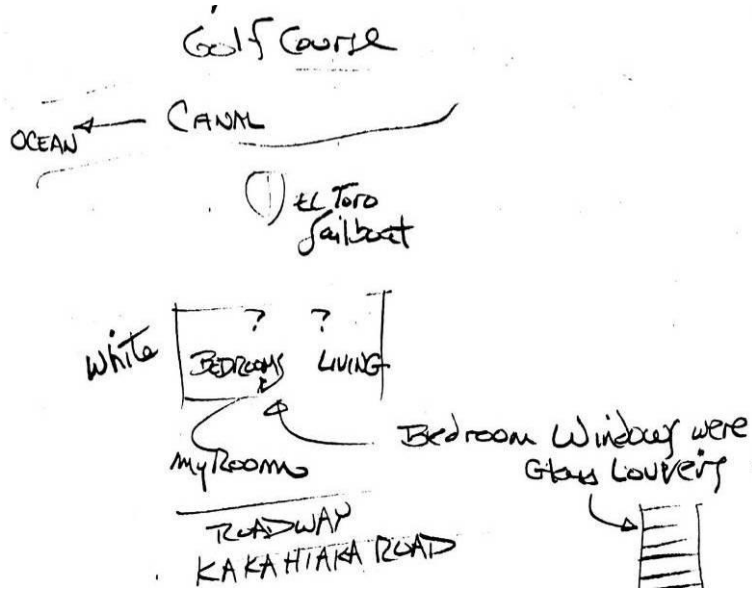 Golf Course
CANAL
OCEAN
EL Toro
Sailboat
White
? ?
BEDROOMS LIVING
Bedroom Windows were
Glass Louvers
my Room
ROADWAY
KAKAHIAKA ROAD